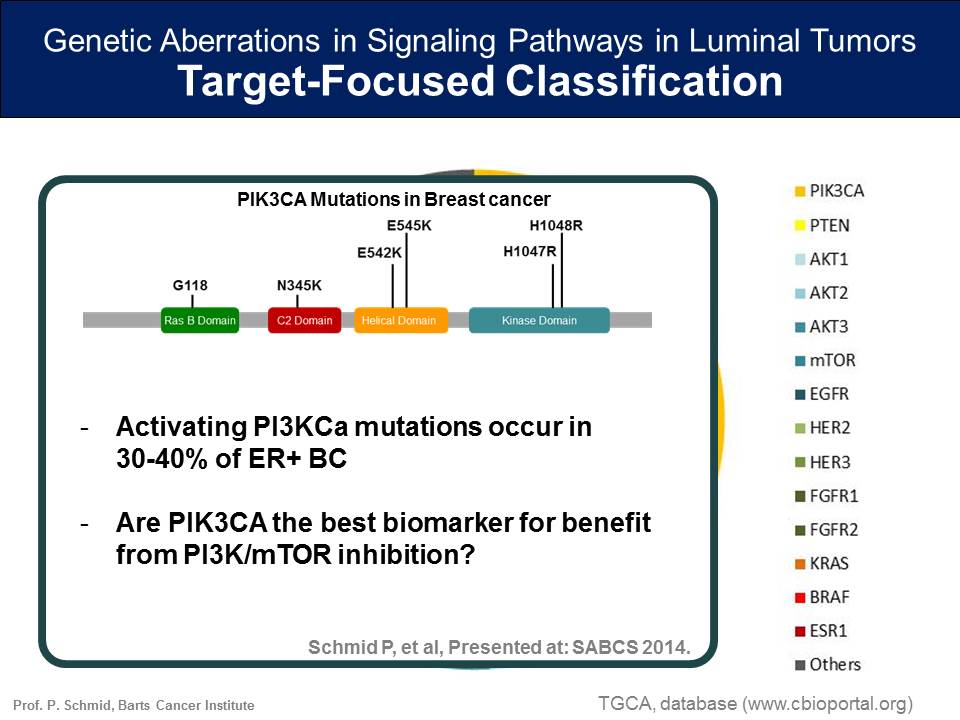 Genetic Aberrations in Signaling Pathways in Luminal Tumors
Target-Focused Classification
PIK3CA Mutations in Breast cancer
E545K
H1048R
E542K
H1047R
G118
N345K
Ras B Domain
C2 Domain
Helical Domain
Kinase Domain
- Activating PI3KCa mutations occur in
30-40% of ER+ BC
- Are PIK3CA the best biomarker for benefit
from PI3K/mTOR inhibition?
Schmid P, et al, Presented at: SABCS 2014.
PIK3CA
PTEN
AKT1
AKT2
AKT3
mTOR
EGFR
HER2
HER3
FGFR1
FGFR2
KRAS
BRAF
ESR1
Others
Prof. P. Schmid, Barts Cancer Institute
TGCA, database (www.cbioportal.org)